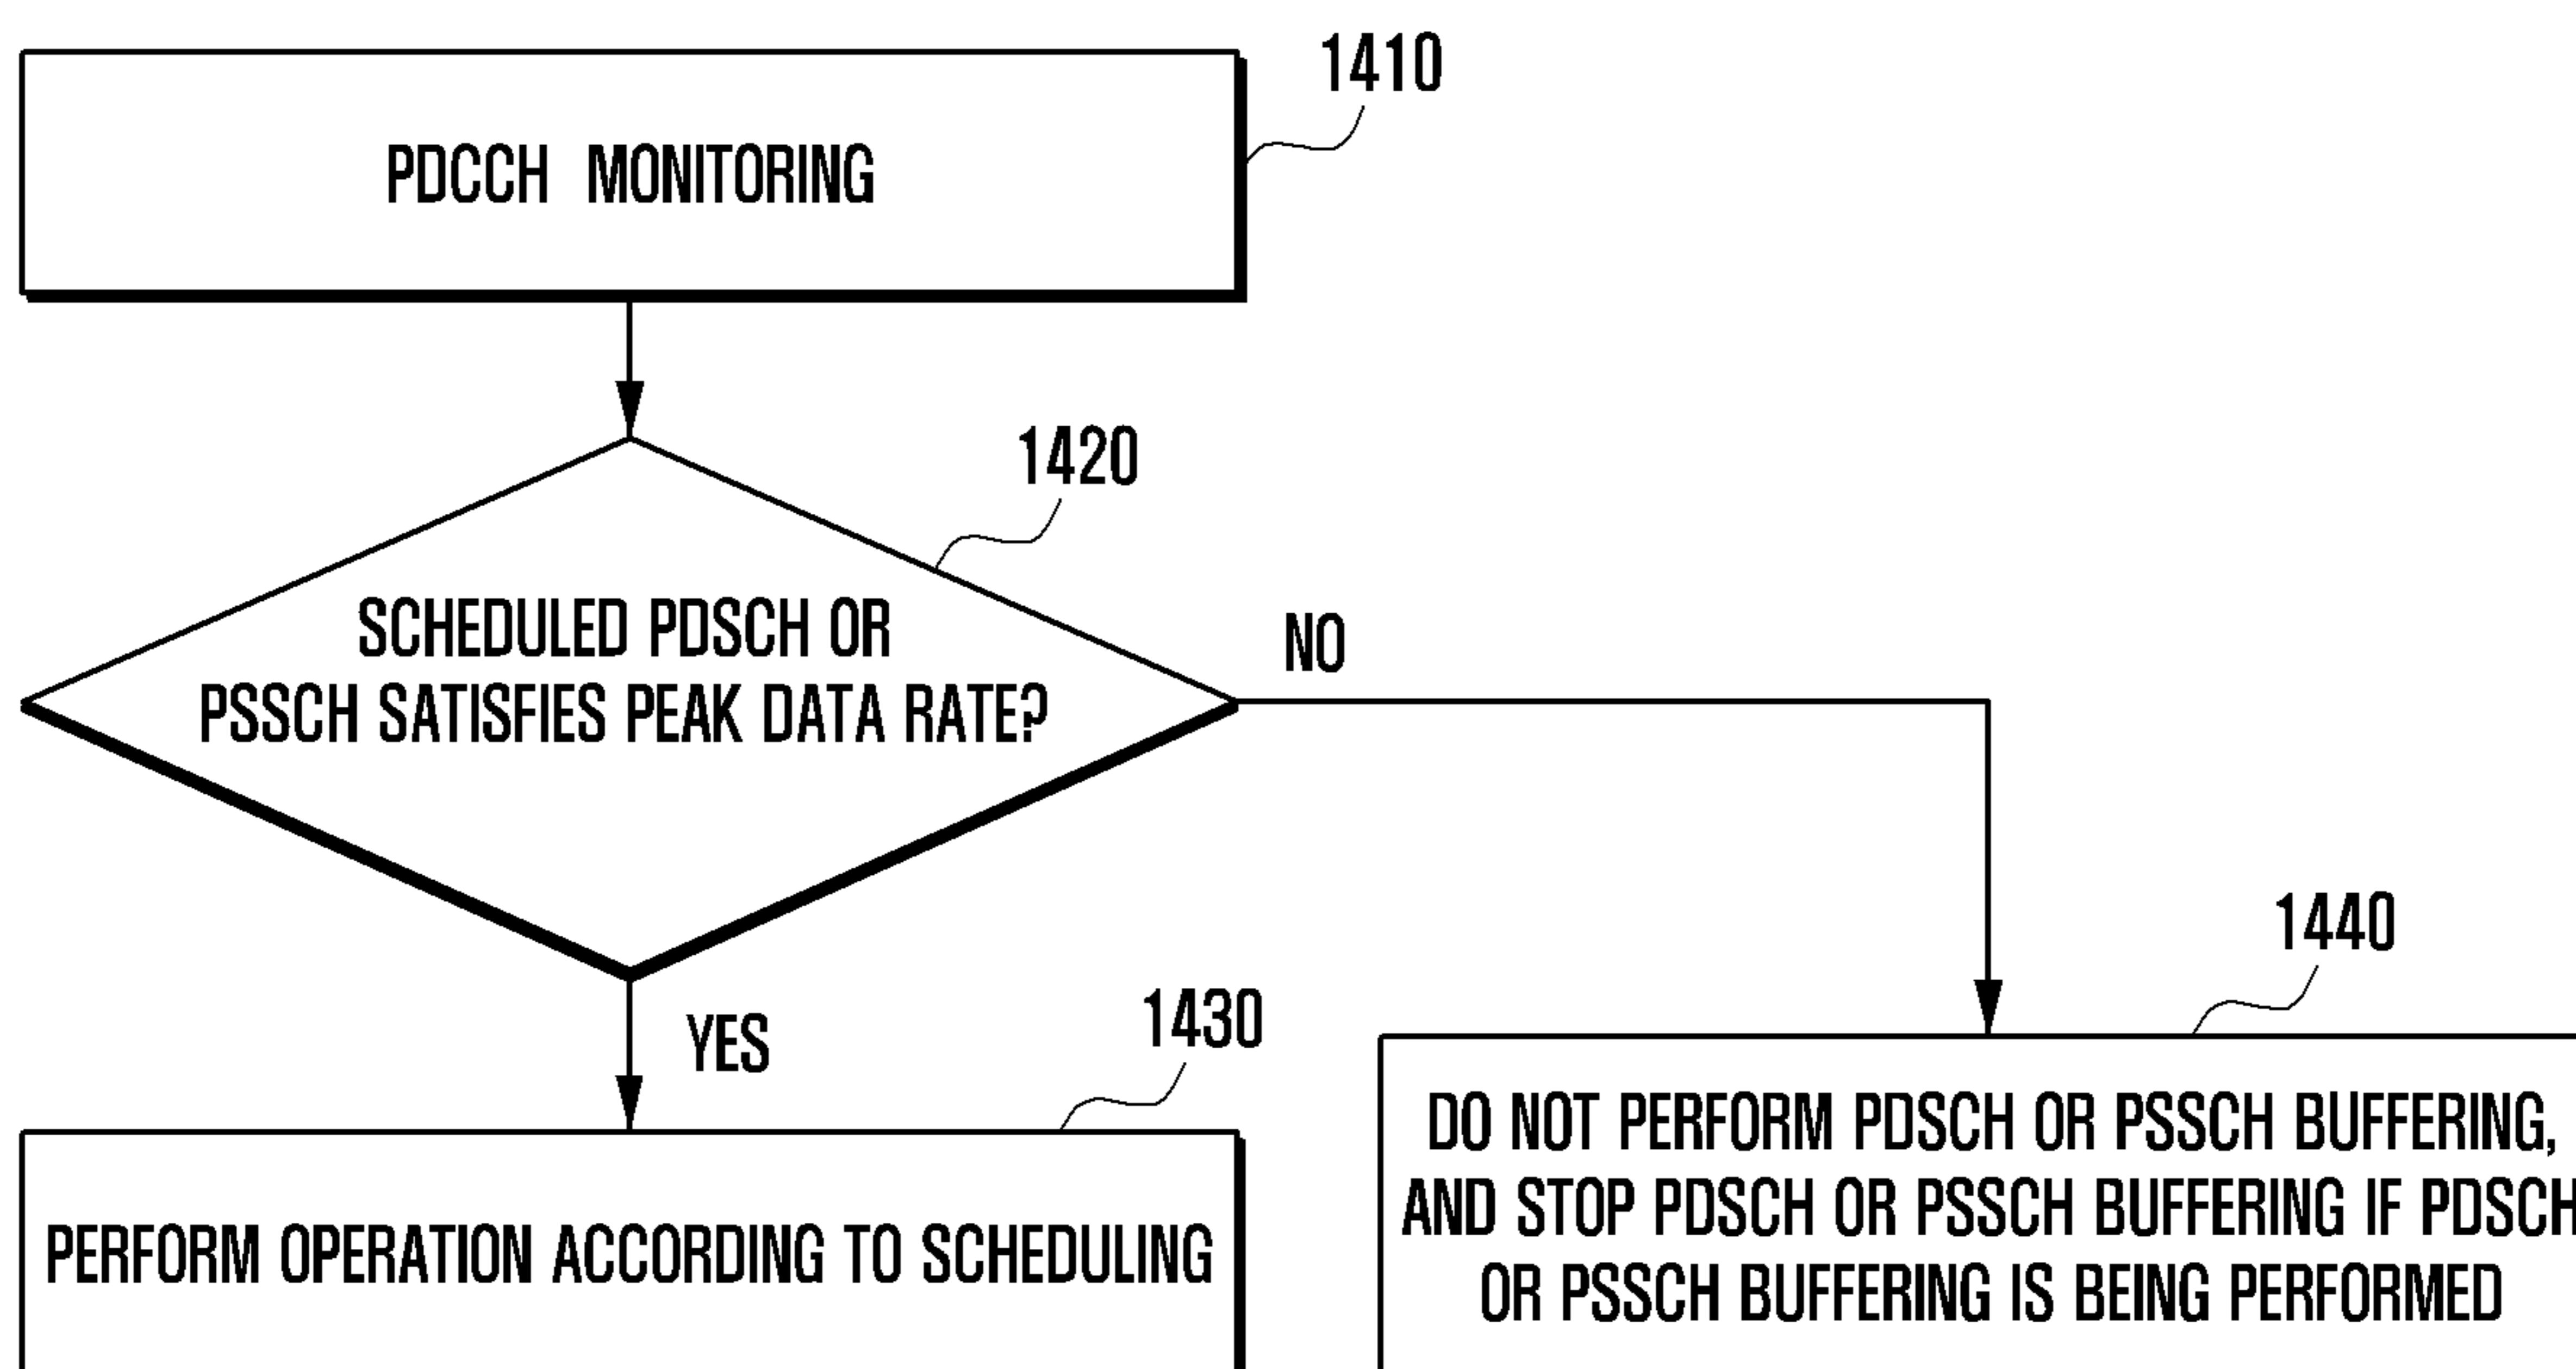 1410
PDCCH MONITORING
1420
SCHEDULED PDSCH OR
PSSCH SATISFIES PEAK DATA RATE?
NO
YES
1430
PERFORM OPERATION ACCORDING TO SCHEDULING
1440
DO NOT PERFORM PDSCH OR PSSCH BUFFERING,
AND STOP PDSCH OR PSSCH BUFFERING IF PDSCH
OR PSSCH BUFFERING IS BEING PERFORMED